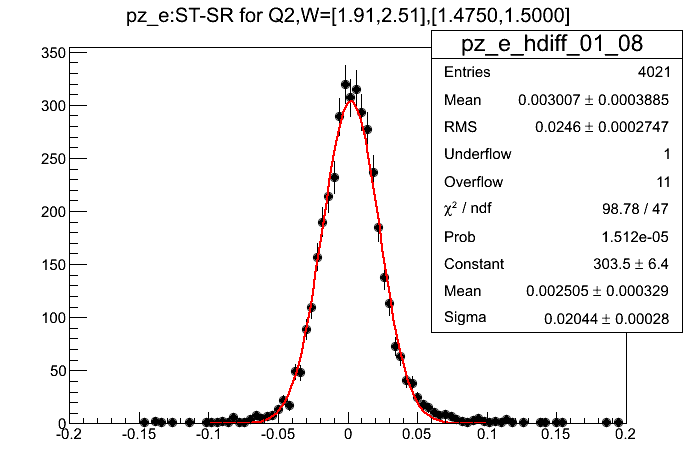 pz_e:ST-SR for Q2,W=[1.91,2.51],[1.4750,1.5000]
pz_e_hdiff_01_08
Entries 4021
Mean 0.003007 ± 0.0003885
RMS 0.0246 ± 0.0002747
Underflow 1
Overflow 11
χ² / ndf 98.78 / 47
Prob 1.512e-05
Constant 303.5 ± 6.4
Mean 0.002505 ± 0.000329
Sigma 0.02044 ± 0.00028
350
300
250
200
150
100
50
0
-0.2 -0.15 -0.1 -0.05 0 0.05 0.1 0.15 0.2